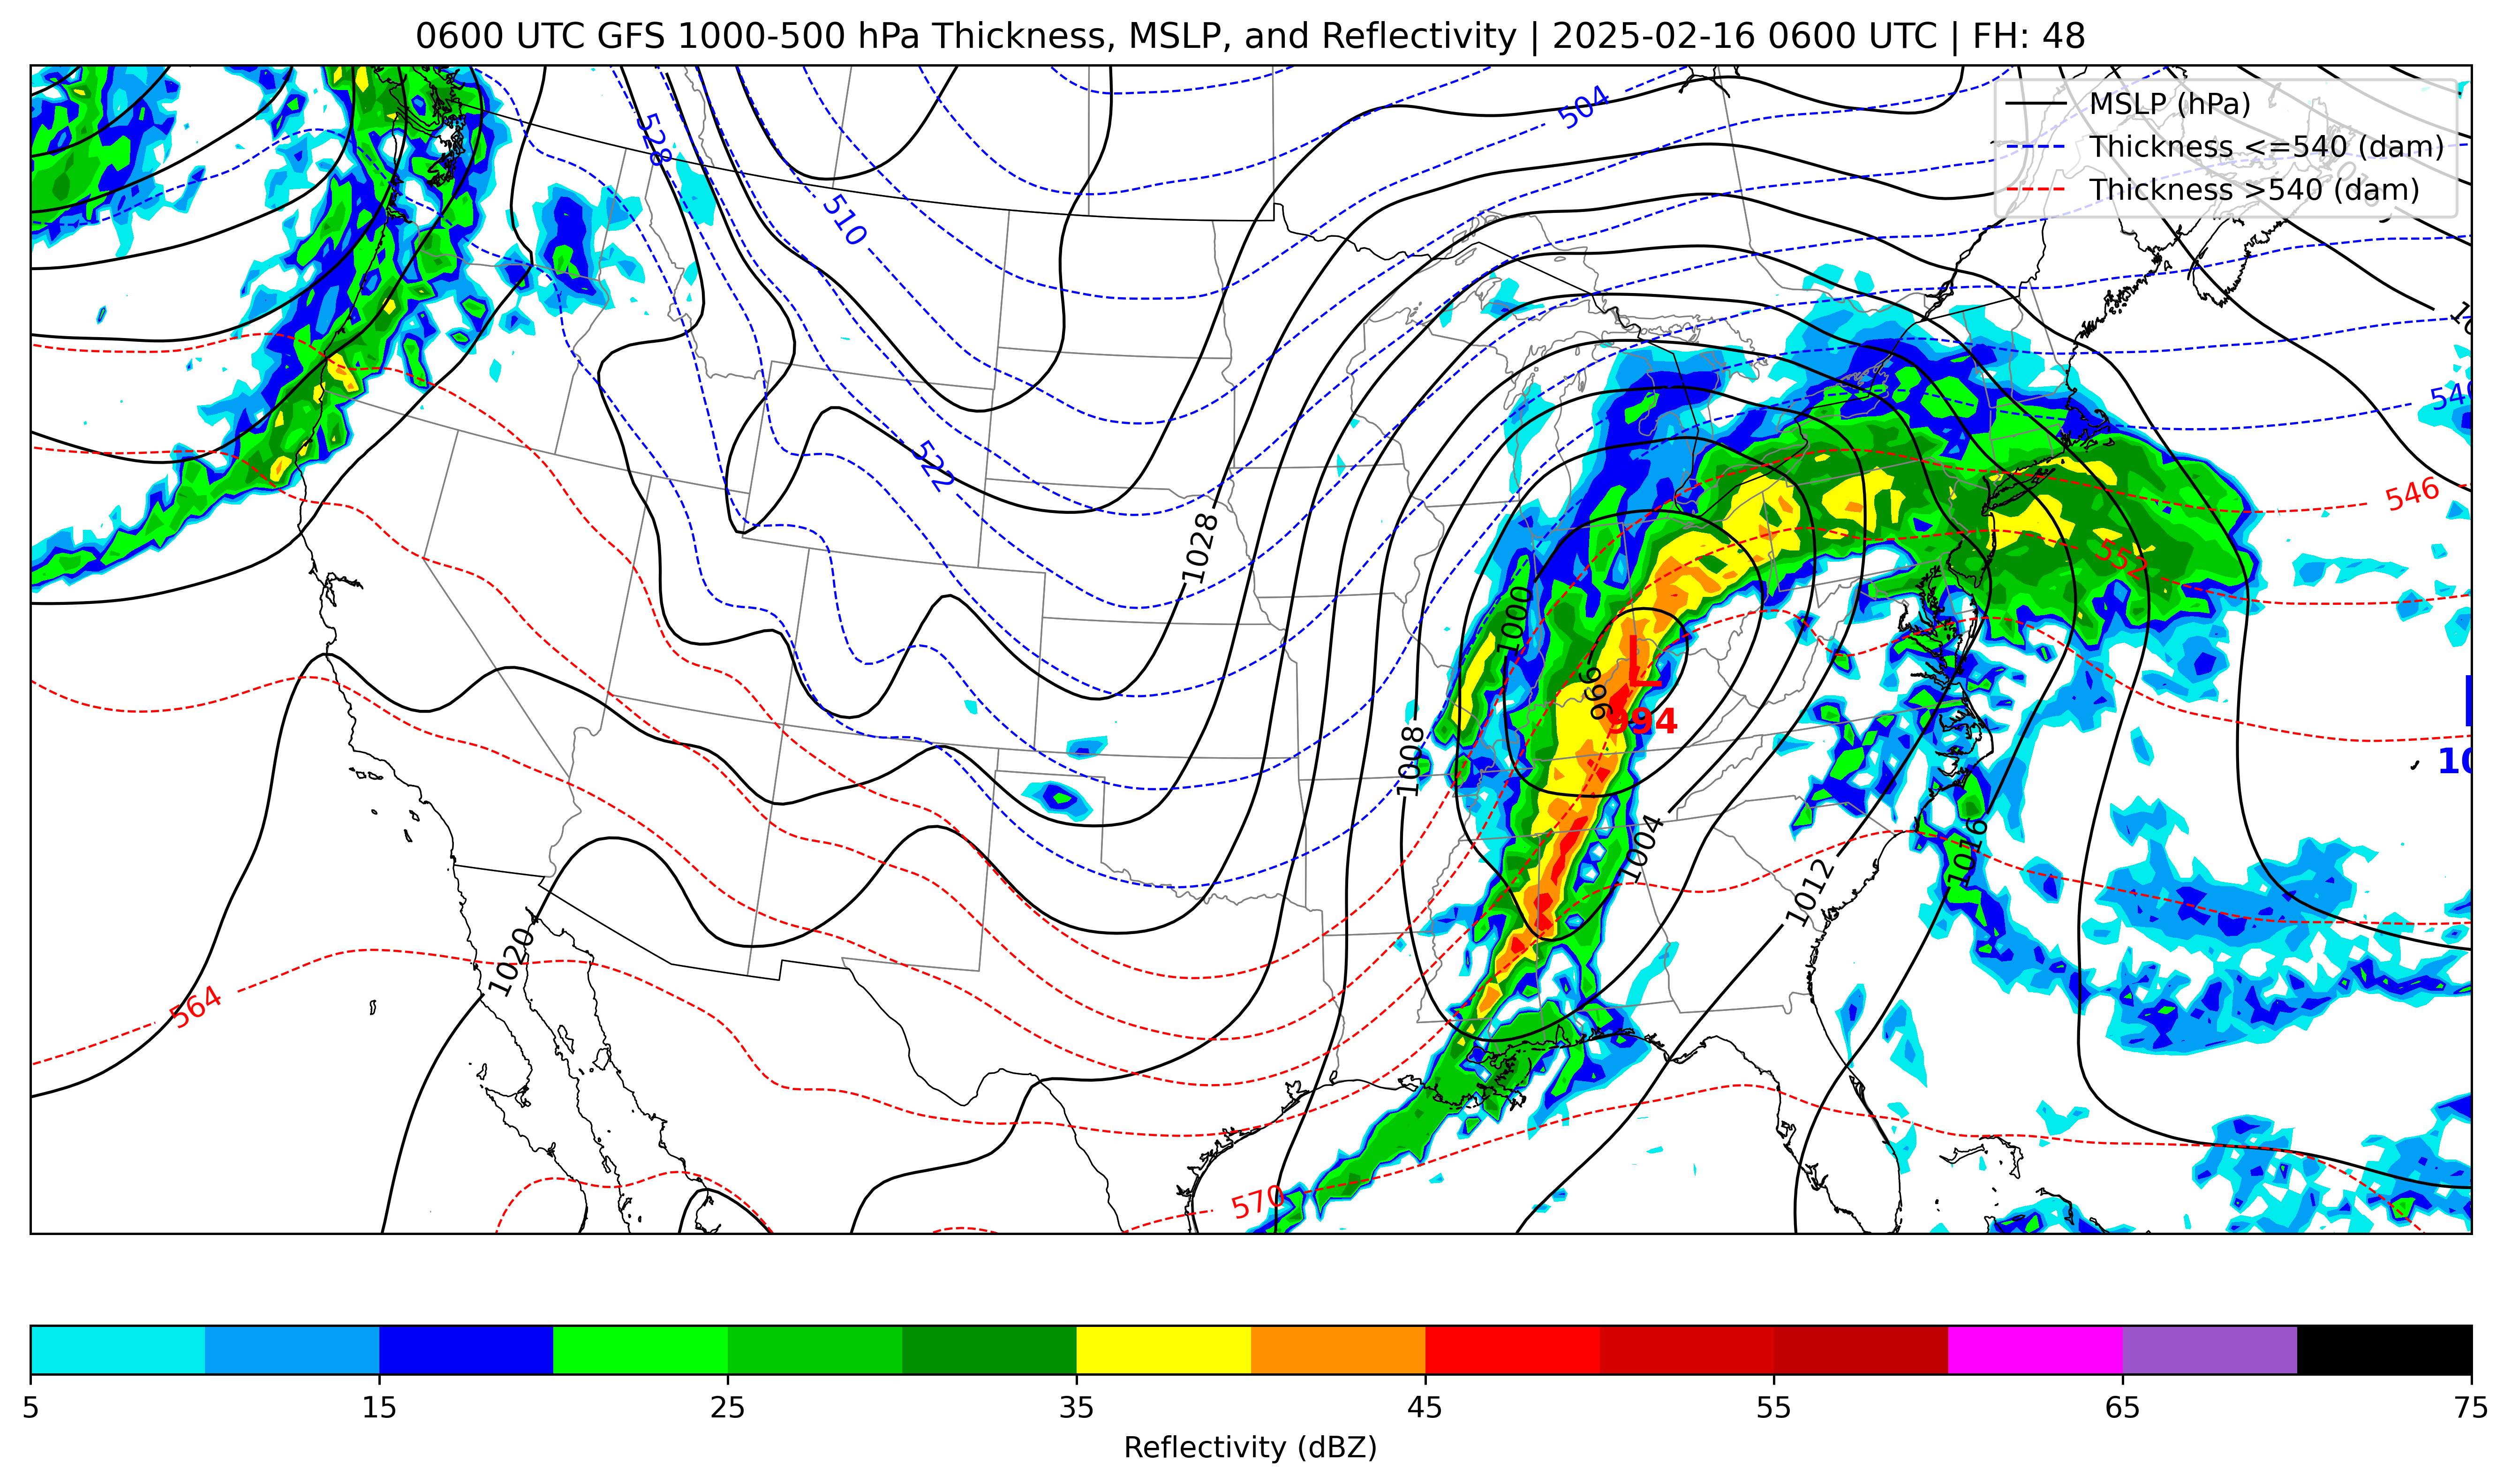 0600 UTC GFS 1000-500 hPa Thickness, MSLP, and Reflectivity | 2025-02-16 0600 UTC | FH: 48
MSLP (hPa)
Thickness <=540 (dam)
Thickness >540 (dam)
504
528
510
522
546
1028
552
1000
L
996
994
1008
1004
1016
1012
1020
564
570
5 15 25 35 45 55 65 75
Reflectivity (dBZ)